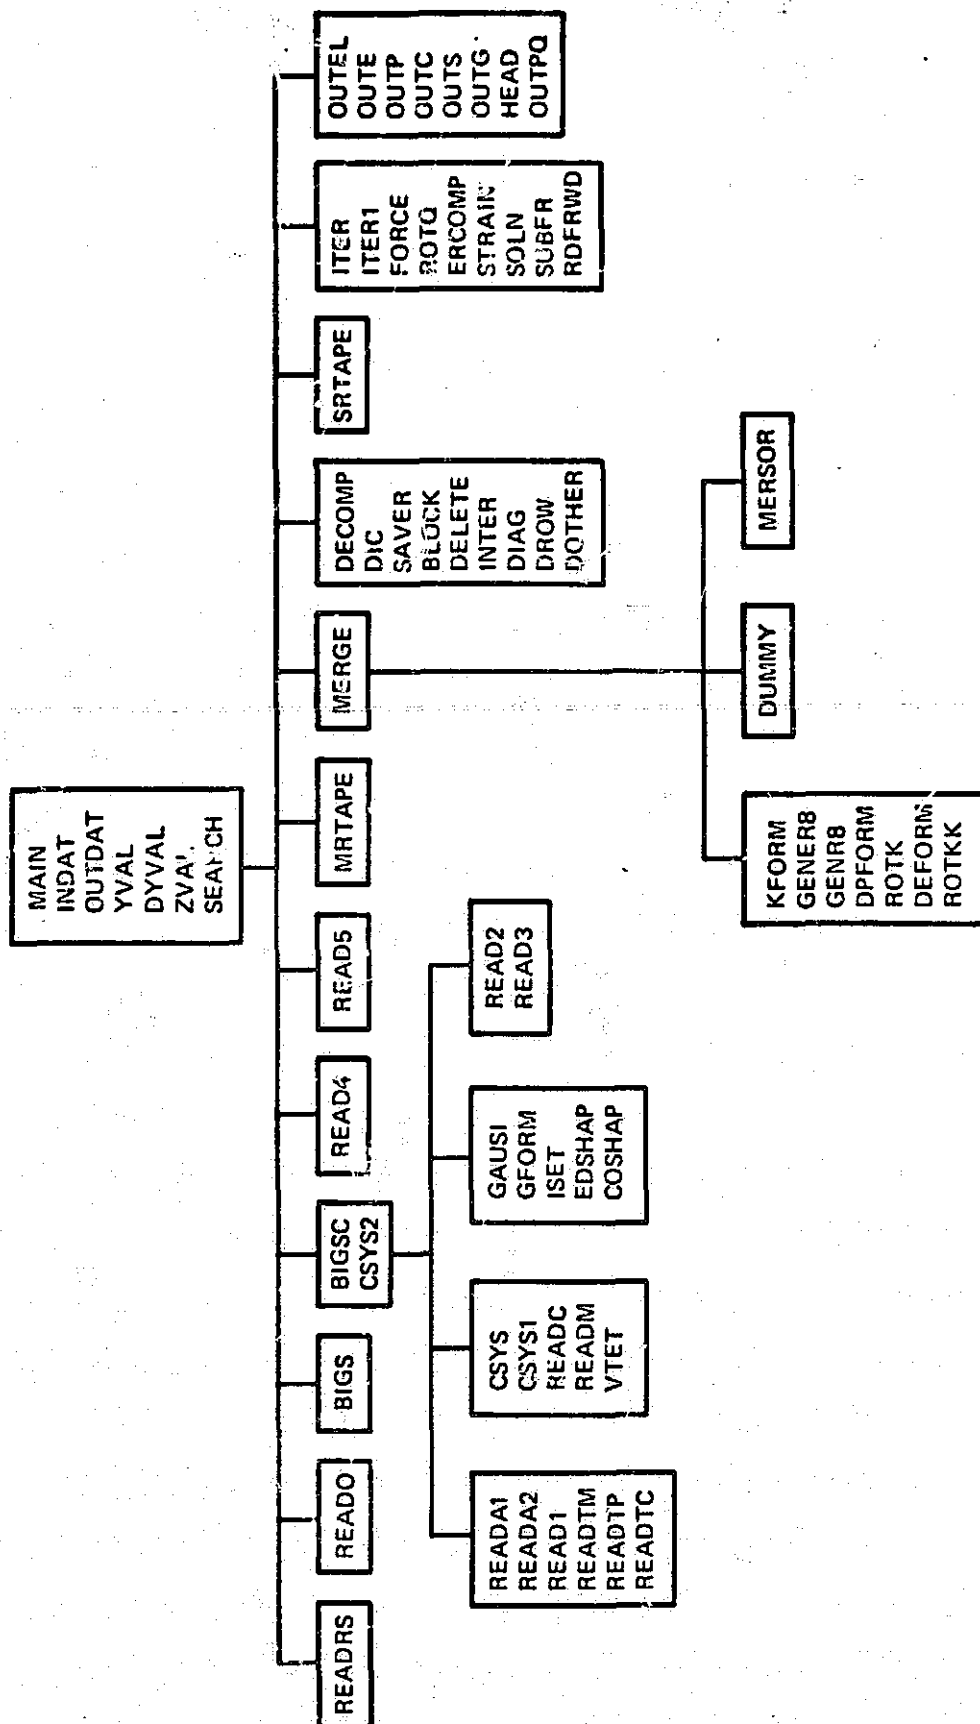 MAIN
INDAT
OUTDAT
YVAL
DYVAL
SEARCH
READRS
READO
BIGS
BIGSC
CSYS2
READ4
READ5
MRTAPE
MERGE
DECOMP
DIC
SAVER
BLOCK
DELETE
INTER
DIAG
DROW
DOTHER
SRTAPE
ITER
ITER1
FORCE
ROTQ
ERCOMP
STRAIN
SOLN
SUBFR
RDFRWD
OUTEL
OUTE
OUTP
OUTC
OUTS
OUTG
HEAD
OUTPQ
READA1
READA2
READ1
READTM
READTP
READTC
CSYS
CSYS1
READC
READM
VTET
GAUSI
GFORM
ISET
EDSHAP
COSHAP
READ2
READ3
KFORM
GENER8
GENR8
DPFORM
ROTK
DEFORM
ROTKK
DUMMY
MERSOR